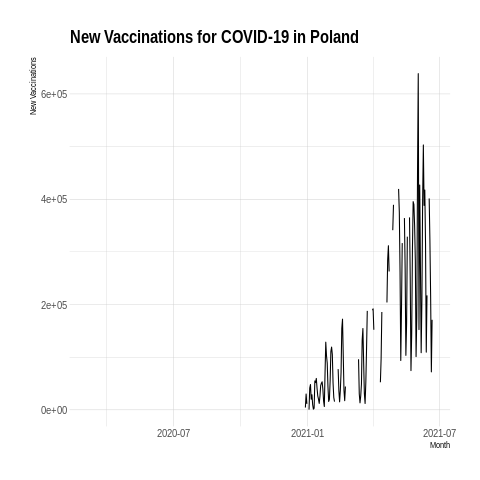 New Vaccinations for COVID-19 in Poland
New Vaccinations
6e+05
4e+05
2e+05
0e+00
2020-07
2021-01
2021-07
Month